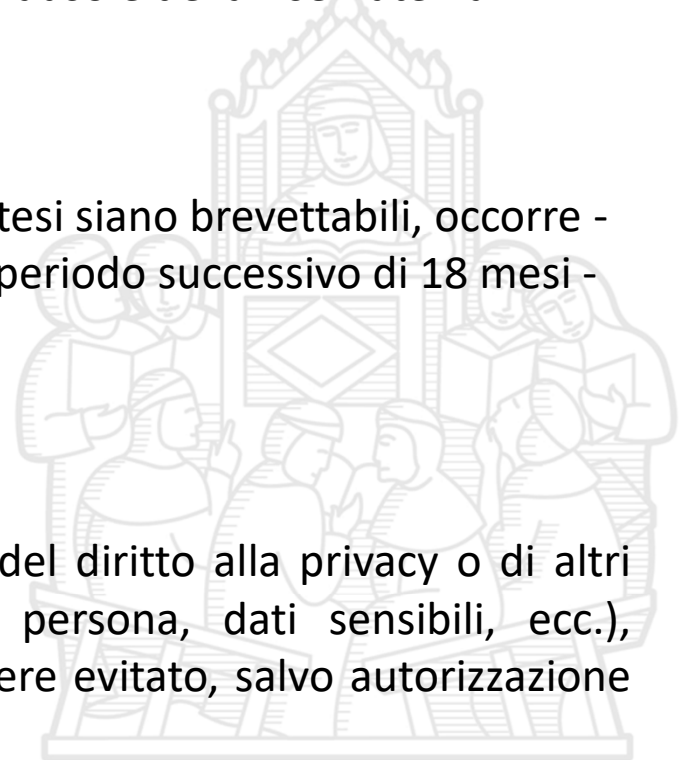 tesi siano brevettabili, occorre -
periodo successivo di 18 mesi -
del diritto alla privacy o di altri
persona, dati sensibili, ecc.),
ere evitato, salvo autorizzazione